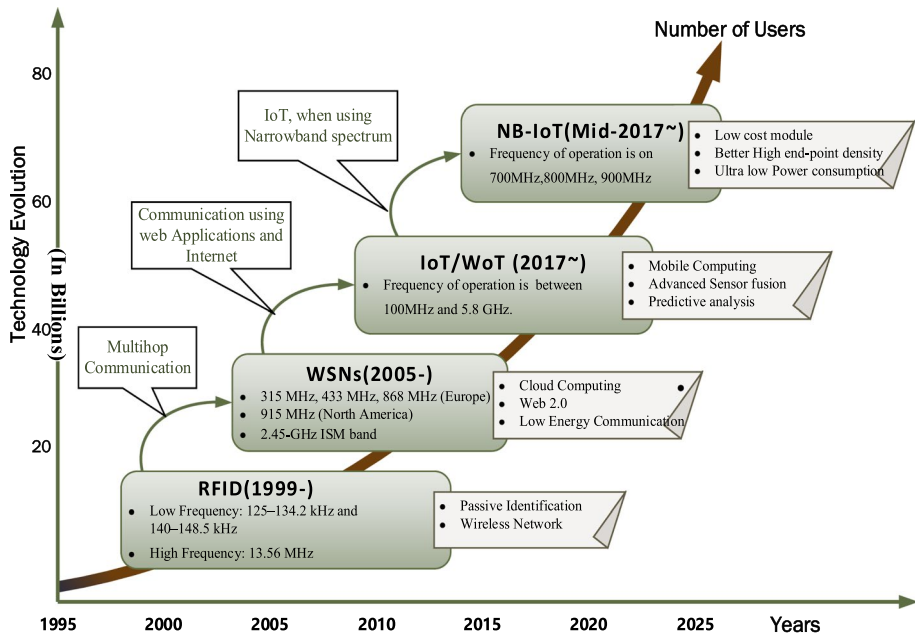 Number of Users
80
60
40
20
Technology Evolution
(In Billions)
IoT, when using
Narrowband spectrum
NB-IoT(Mid-2017~)
• Frequency of operation is on
700MHz,800MHz, 900MHz
• Low cost module
• Better High end-point density
• Ultra low Power consumption
Communication using
web Applications and
Internet
IoT/WoT (2017~)
• Frequency of operation is between
100MHz and 5.8 GHz.
• Mobile Computing
• Advanced Sensor fusion
• Predictive analysis
Multihop
Communication
WSNs(2005-)
• 315 MHz, 433 MHz, 868 MHz (Europe)
• 915 MHz (North America)
• 2.45-GHz ISM band
• Cloud Computing
• Web 2.0
• Low Energy Communication
RFID(1999-)
• Low Frequency: 125–134.2 kHz and
140–148.5 kHz
• High Frequency: 13.56 MHz
• Passive Identification
• Wireless Network
1995 2000 2005 2010 2015 2020 2025 Years